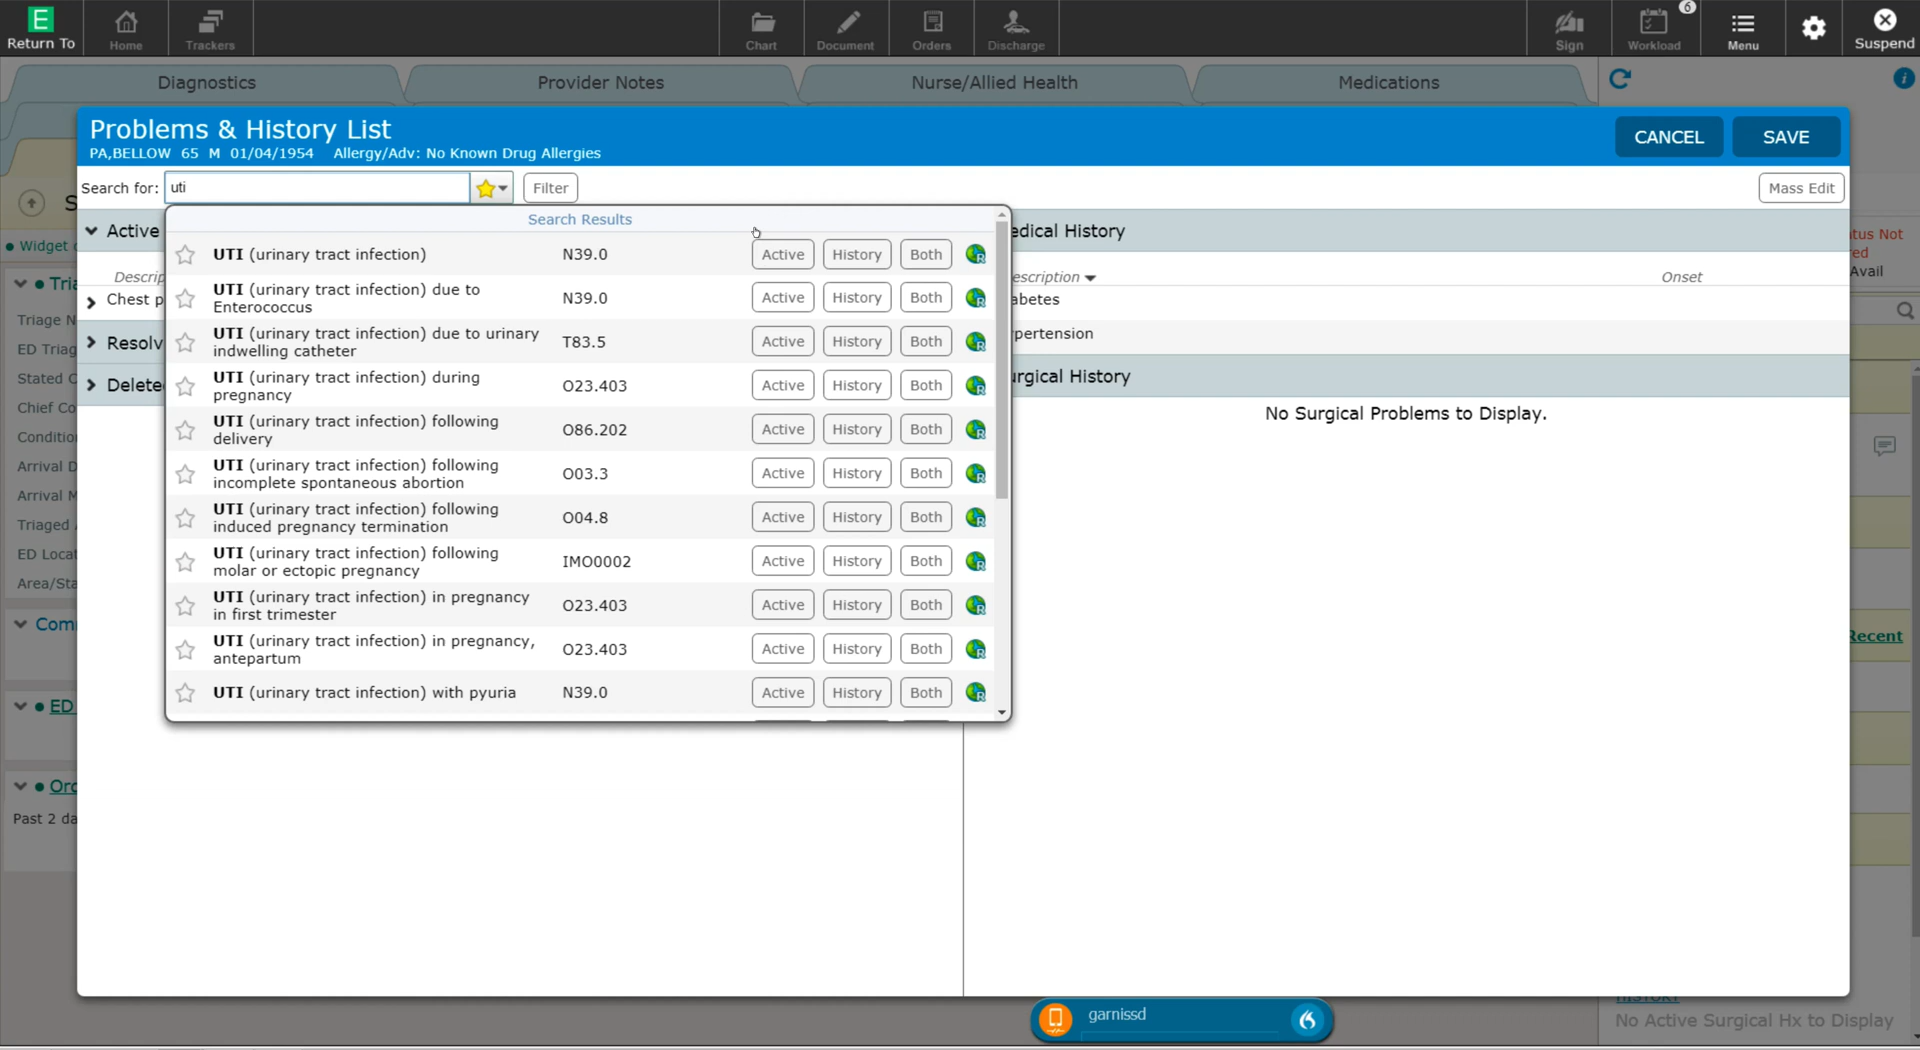 E
Return To
Home
Trackers
Chart
Document
Orders
Discharge
Sign
6
Workload
Menu
Suspend
Diagnostics
Provider Notes
Nurse/Allied Health
Medications
Problems & History List
PA,BELLOW 65 M 01/04/1954 Allergy/Adv: No Known Drug Allergies
CANCEL
SAVE
Search for: uti
Filter
Mass Edit
Search Results
UTI (urinary tract infection) N39.0 Active History Both
UTI (urinary tract infection) due to
Enterococcus
N39.0 Active History Both
UTI (urinary tract infection) due to urinary
indwelling catheter
T83.5 Active History Both
UTI (urinary tract infection) during
pregnancy
O23.403 Active History Both
UTI (urinary tract infection) following
delivery
O86.202 Active History Both
UTI (urinary tract infection) following
incomplete spontaneous abortion
O03.3 Active History Both
UTI (urinary tract infection) following
induced pregnancy termination
O04.8 Active History Both
UTI (urinary tract infection) following
molar or ectopic pregnancy
IMO0002 Active History Both
UTI (urinary tract infection) in pregnancy
in first trimester
O23.403 Active History Both
UTI (urinary tract infection) in pregnancy,
antepartum
O23.403 Active History Both
UTI (urinary tract infection) with pyuria N39.0 Active History Both
Active
Descrip
Chest p
Resolv
Delete
edical History
escription
Onset
abetes
pertension
urgical History
No Surgical Problems to Display.
S
Widget
Tria
Triage N
ED Triag
Stated C
Chief Co
Conditio
Arrival D
Arrival M
Triaged
ED Locat
Area/Sta
Com
ED
Ord
Past 2 da
i
atus Not
red
Avail
Recent
HISTORY
No Active Surgical Hx to Display
garnissd